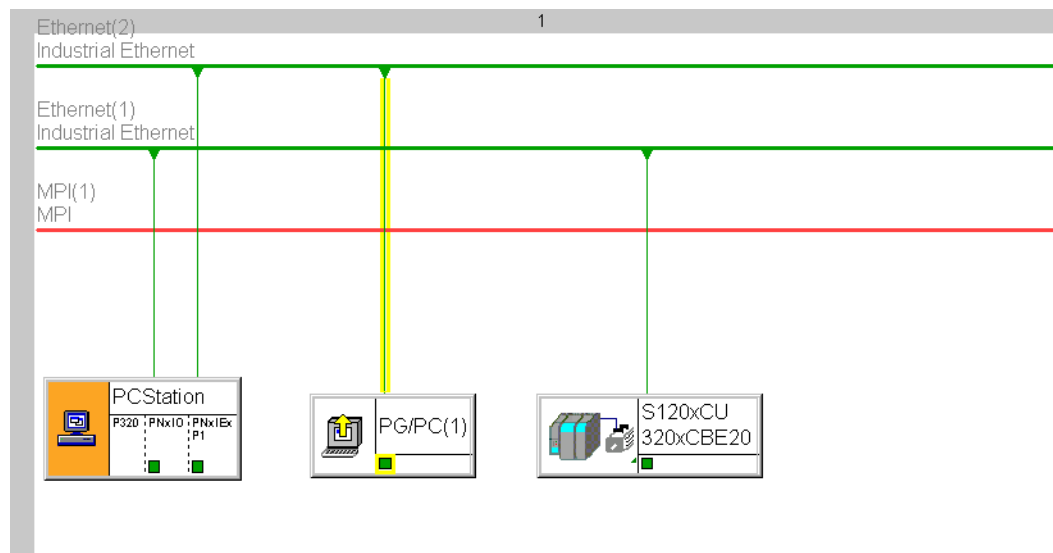 1
Ethernet(2)
Industrial Ethernet
Ethernet(1)
Industrial Ethernet
MPI(1)
MPI
PCStation
P320 PNxIO PNxIEx
P1
PG/PC(1)
S120xCU
320xCBE20